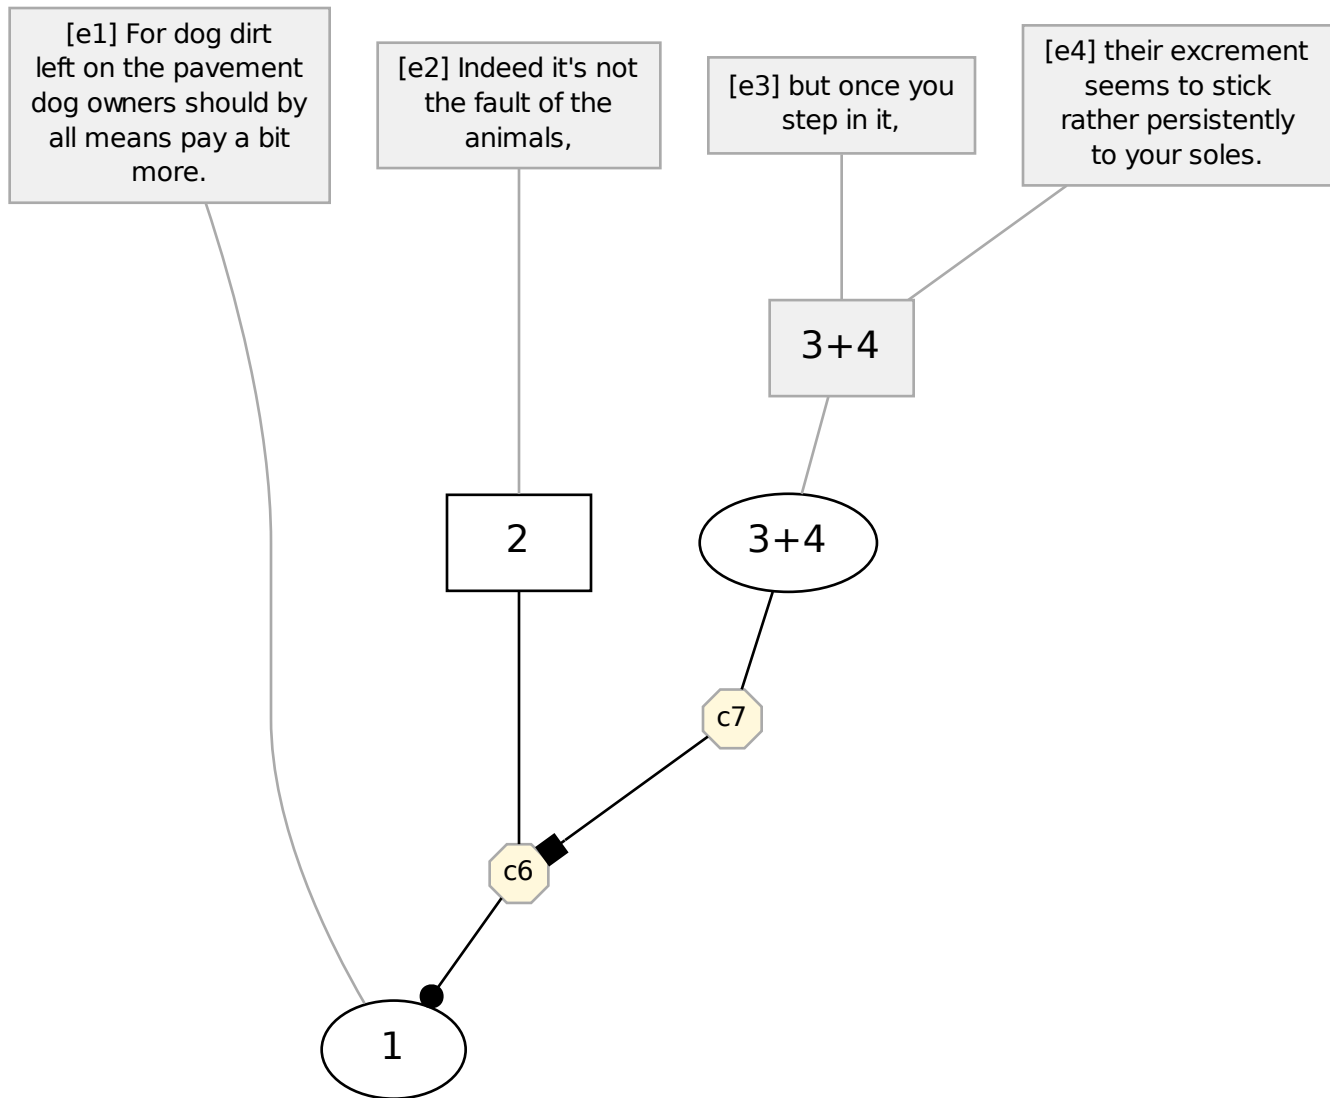 [e1] For dog dirt
left on the pavement
dog owners should by
all means pay a bit
more.
[e2] Indeed it's not
the fault of the
animals,
[e3] but once you
step in it,
[e4] their excrement
seems to stick
rather persistently
to your soles.
3+4
2
3+4
c7
c6
1